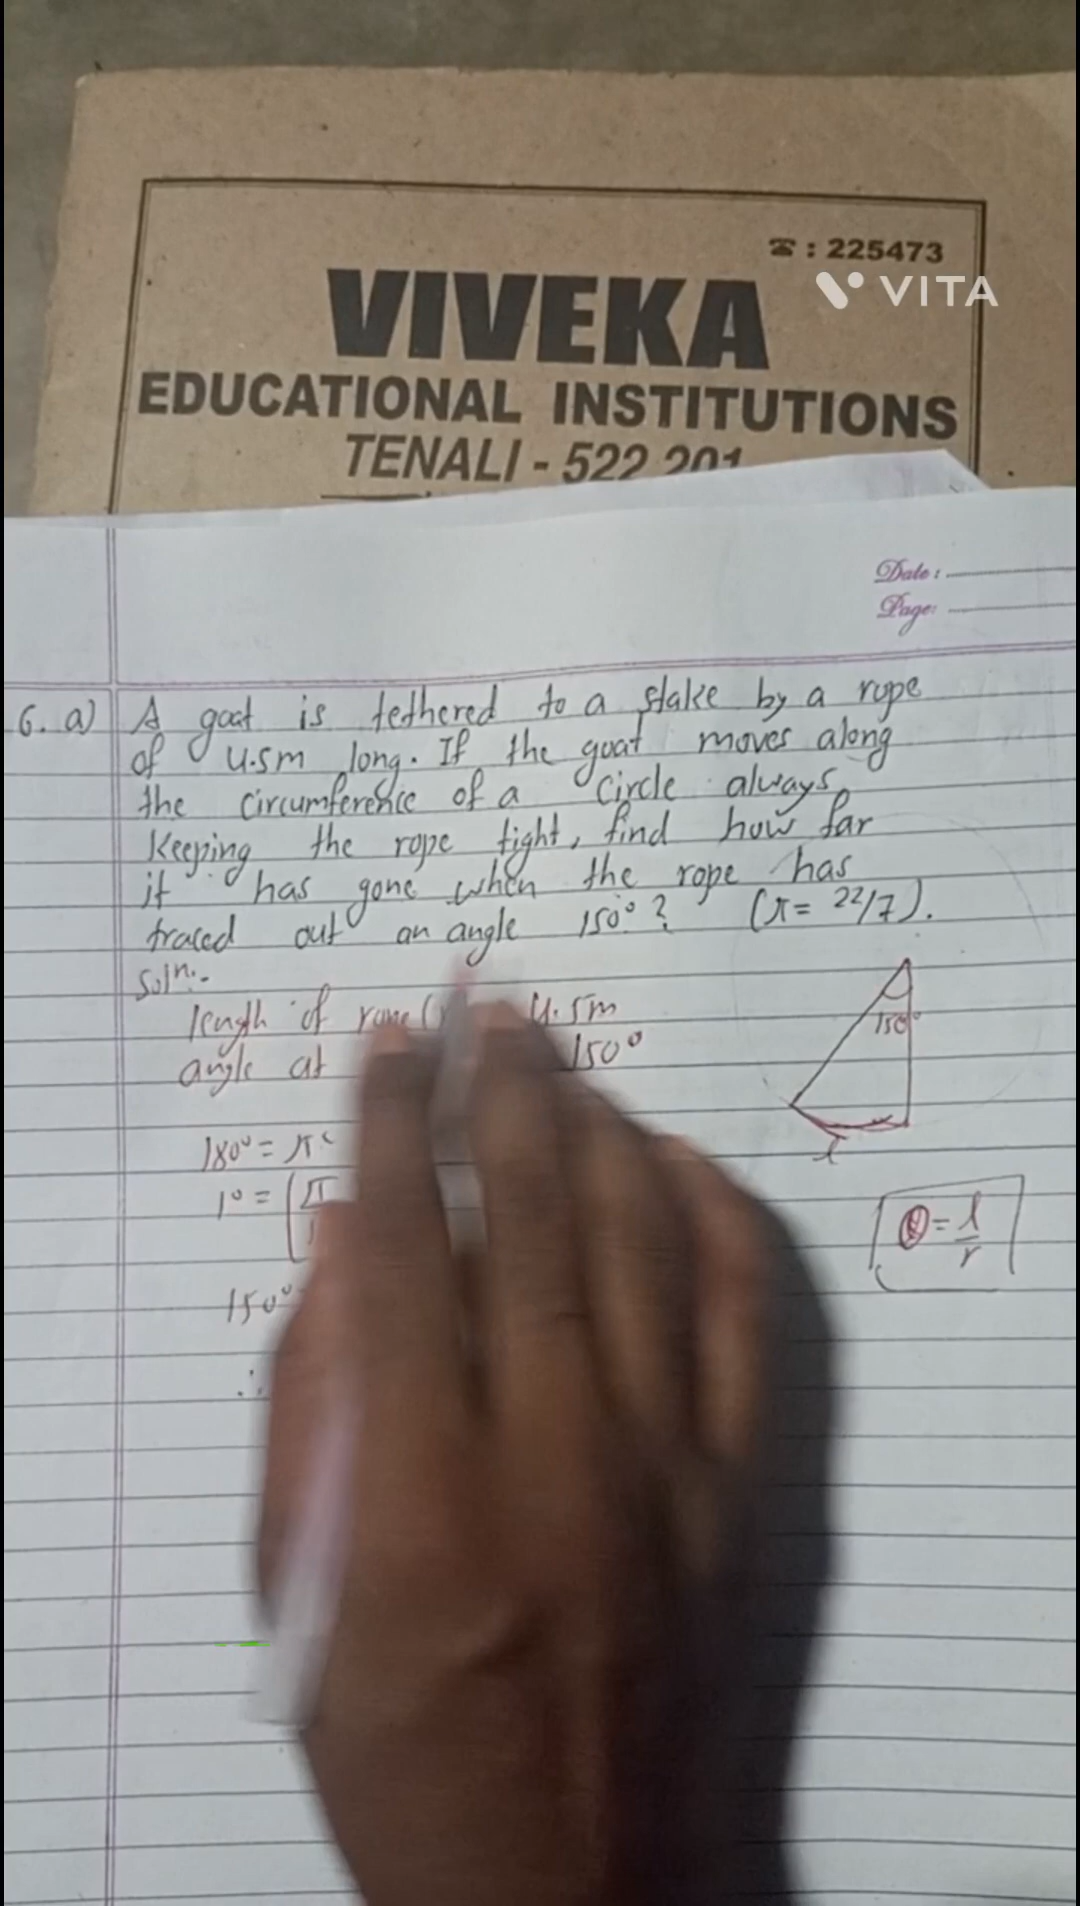 ☎ : 225473
VITA
VIVEKA
EDUCATIONAL INSTITUTIONS
TENALI - 522 201
Date :
Page:
6. a) A goat is tethered to a stake by a rope
of 4.5m long. If the goat moves along
the circumference of a circle always
keeping the rope tight, find how far
it has gone when the rope has
traced out an angle 150°? (π = 22/7).
Soln:-
length of rope (r) 4.5m
angle at 150°
150°
l
180° = πᶜ
1° = (π
θ = l/r
150°
∴